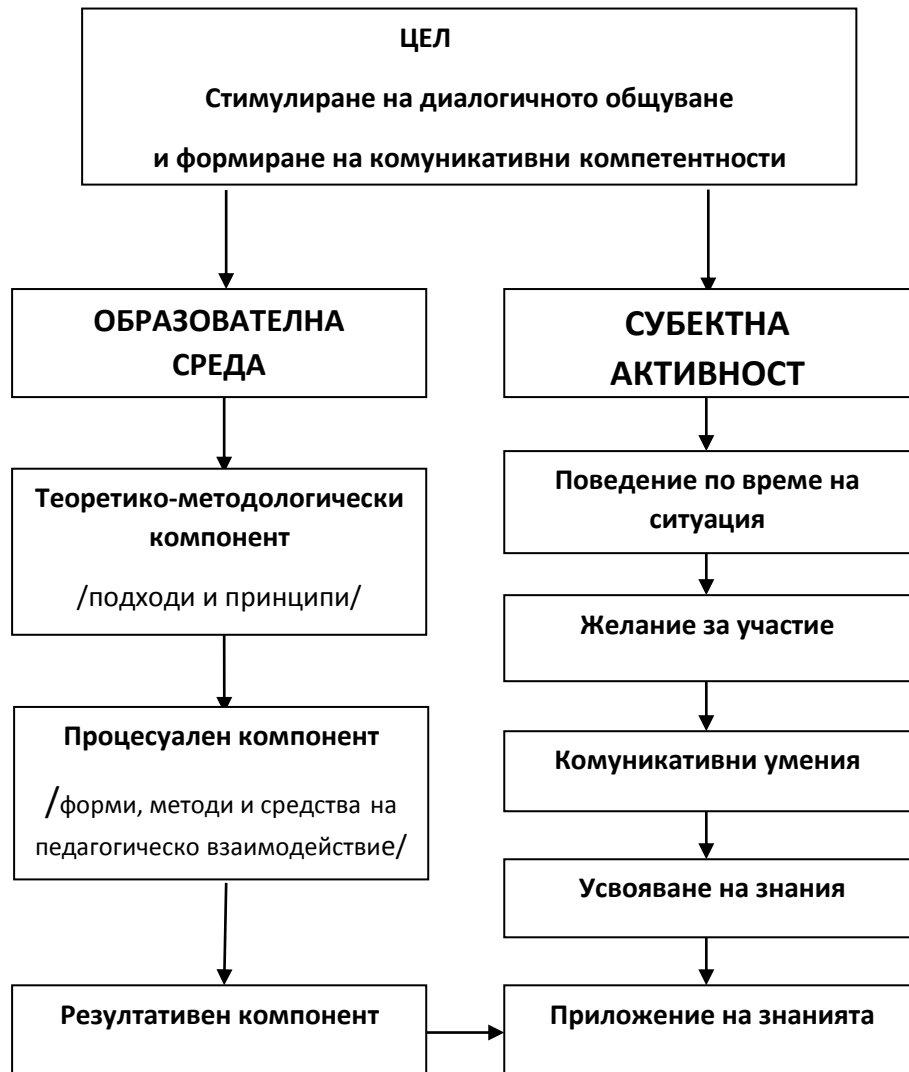 ЦЕЛ
Стимулиране на диалогичното общуване
и формиране на комуникативни компетентности
ОБРАЗОВАТЕЛНА
СРЕДА
Теоретико-методологически
компонент
/подходи и принципи/
Процесуален компонент
/форми, методи и средства на
педагогическо взаимодействие/
Резултативен компонент
СУБЕКТНА
АКТИВНОСТ
Поведение по време на
ситуация
Желание за участие
Комуникативни умения
Усвояване на знания
Приложение на знанията